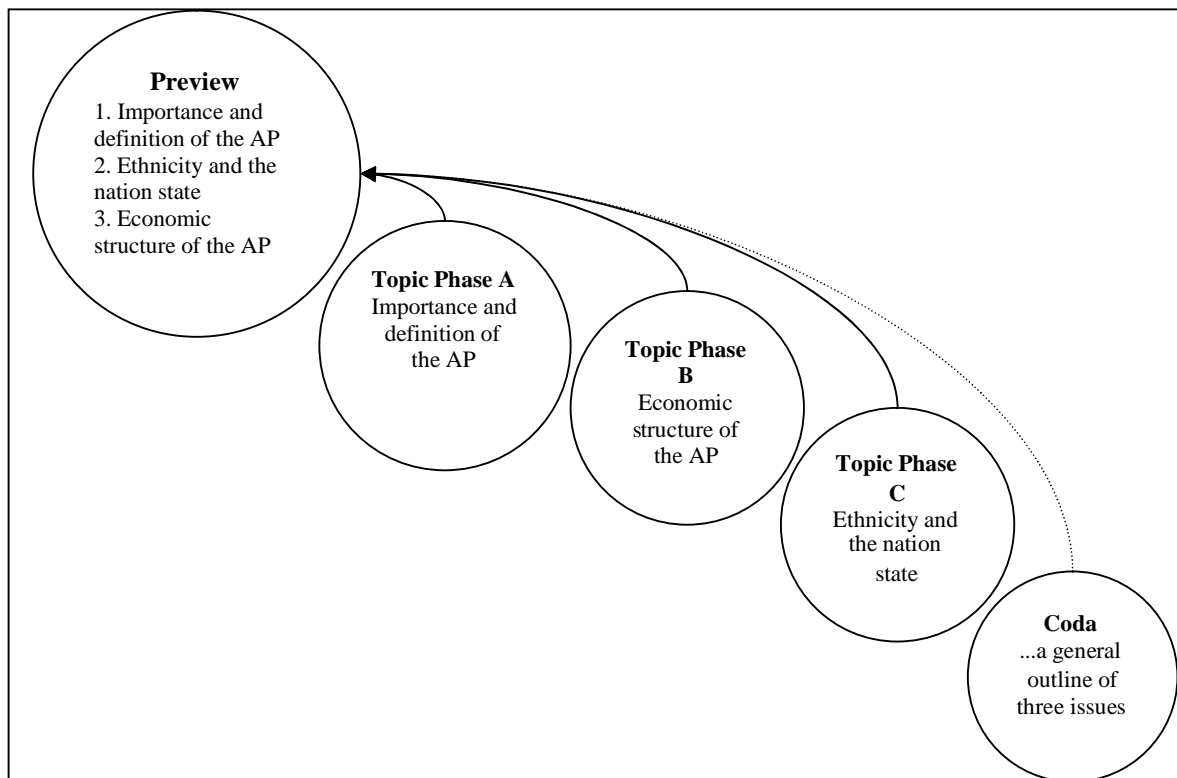 Preview
1. Importance and
definition of the AP
2. Ethnicity and the
nation state
3. Economic
structure of the AP
Topic Phase A
Importance and
definition of
the AP
Topic Phase
B
Economic
structure of
the AP
Topic Phase
C
Ethnicity and
the nation
state
Coda
...a general
outline of
three issues